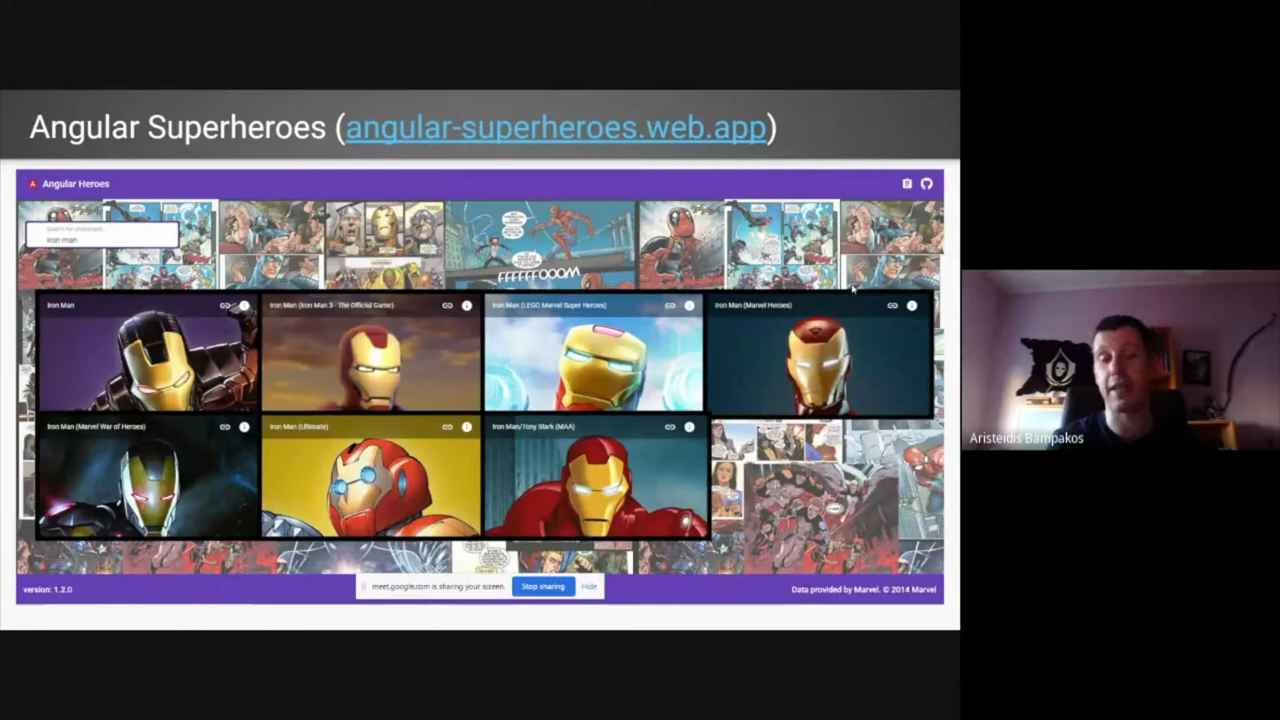 Angular Superheroes (angular-superheroes.web.app)
Angular Heroes
Search for character...
iron man
FFFFFOOOM
Iron Man
Iron Man (Iron Man 3 - The Official Game)
Iron Man (LEGO Marvel Super Heroes)
Iron Man (Marvel Heroes)
Iron Man (Marvel War of Heroes)
Iron Man (Ultimate)
Iron Man/Tony Stark (MAA)
meet.google.com is sharing your screen.
Stop sharing
Hide
version: 1.2.0
Data provided by Marvel. © 2014 Marvel
Aristeidis Bampakos